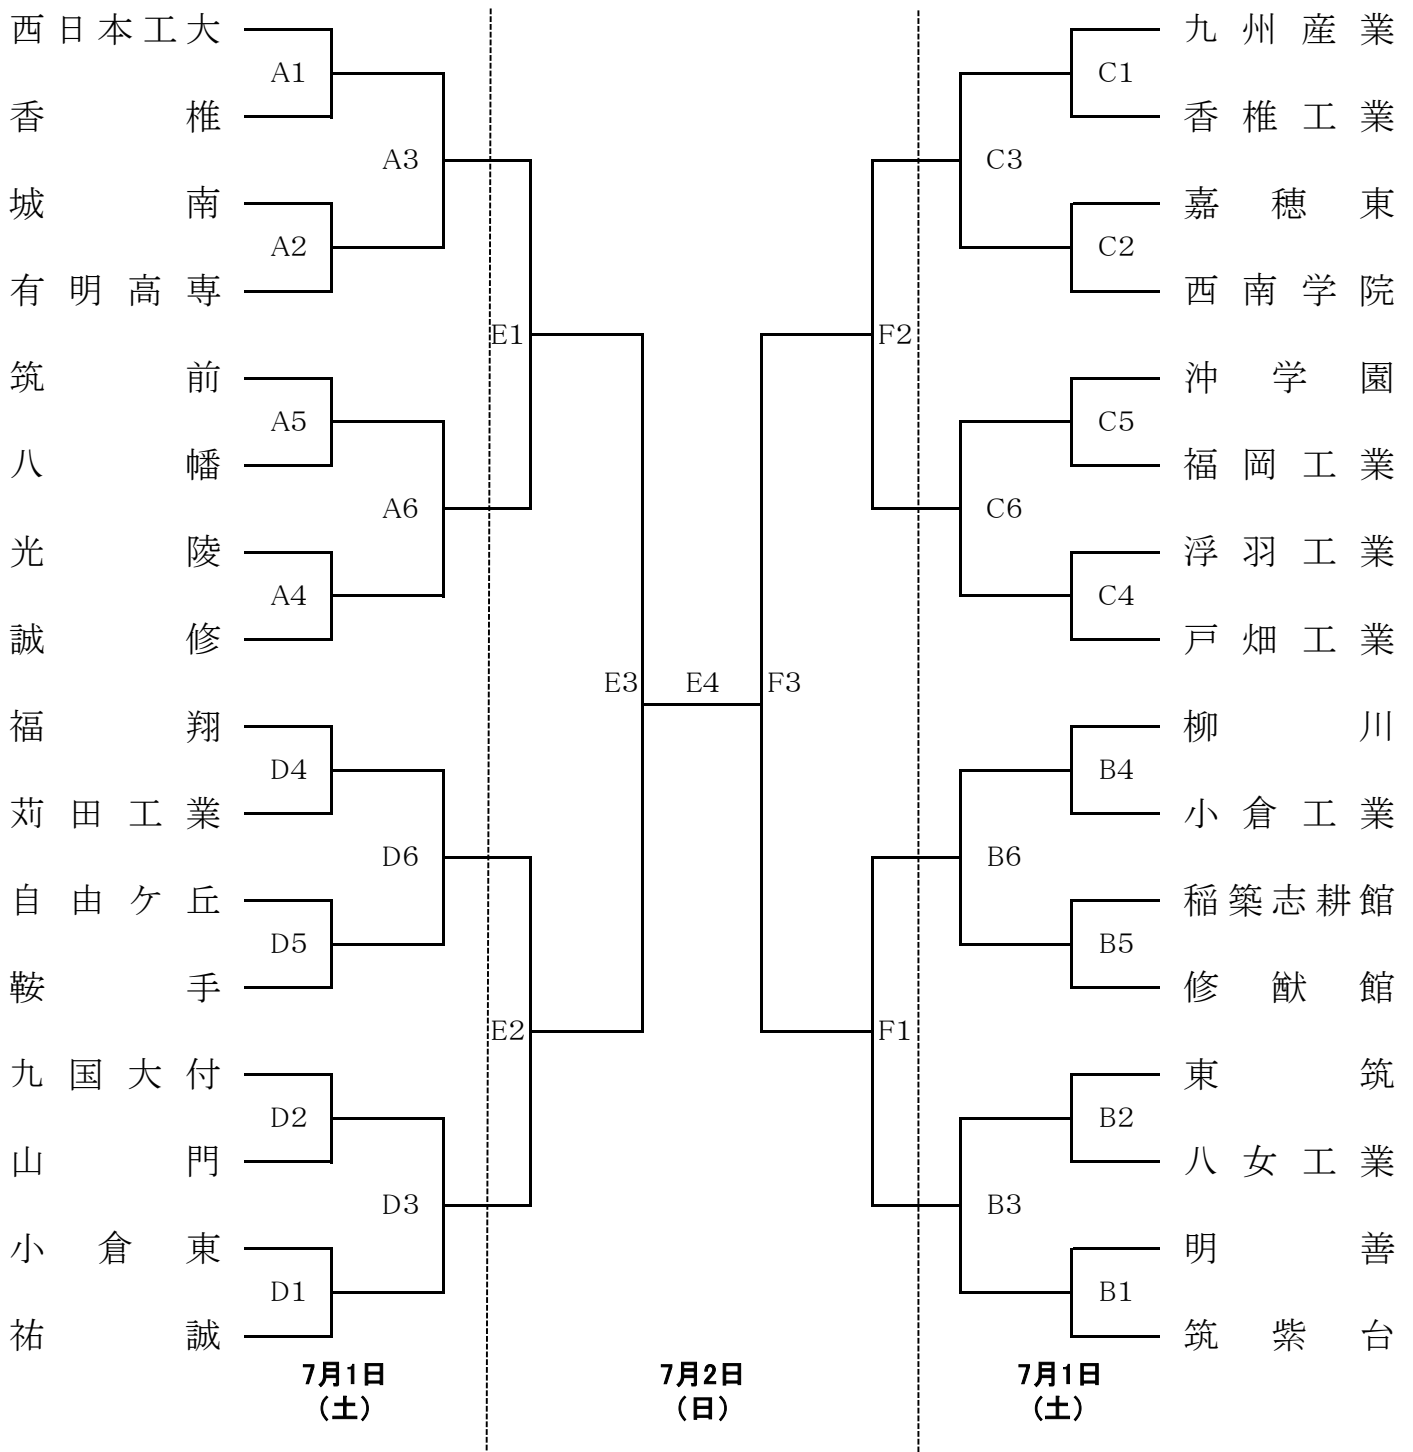 西日本工大 九州産業
A1 C1
香椎 香椎工業
A3 C3
城南 嘉穂東
A2 C2
有明高専 西南学院
E1 F2
筑前 沖学園
A5 C5
八幡 福岡工業
A6 C6
光陵 浮羽工業
A4 C4
誠修 戸畑工業
E3 E4 F3
福翔 柳川
D4 B4
苅田工業 小倉工業
D6 B6
自由ケ丘 稲築志耕館
D5 B5
鞍手 修猷館
E2 F1
九国大付 東筑
D2 B2
山門 八女工業
D3 B3
小倉東 明善
D1 B1
祐誠 筑紫台
7月1日 7月2日 7月1日
（土） （日） （土）